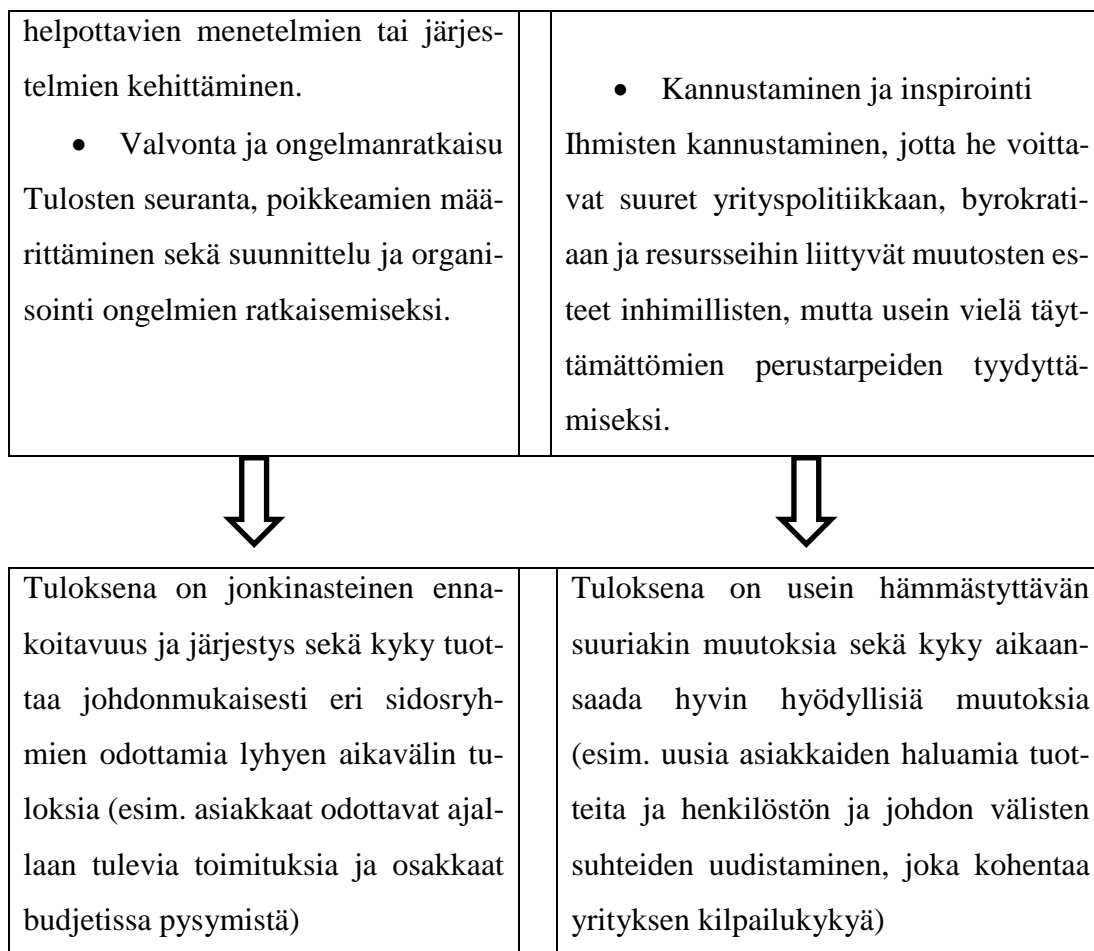 helpottavien menetelmien tai järjes-
telmien kehittäminen.
• Valvonta ja ongelmanratkaisu
Tulosten seuranta, poikkeamien mää-
rittäminen sekä suunnittelu ja organi-
sointi ongelmien ratkaisemiseksi.
• Kannustaminen ja inspirointi
Ihmisten kannustaminen, jotta he voitta-
vat suuret yrityspolitiikkaan, byrokrati-
aan ja resursseihin liittyvät muutosten es-
teet inhimillisten, mutta usein vielä täyt-
tämättömien perustarpeiden tyydyttä-
miseksi.
Tuloksena on jonkinasteinen enna-
koitavuus ja järjestys sekä kyky tuot-
taa johdonmukaisesti eri sidosryh-
mien odottamia lyhyen aikavälin tu-
loksia (esim. asiakkaat odottavat ajal-
laan tulevia toimituksia ja osakkaat
budjetissa pysymistä)
Tuloksena on usein hämmästyttävän
suuriakin muutoksia sekä kyky aikaan-
saada hyvin hyödyllisiä muutoksia
(esim. uusia asiakkaiden haluamia tuot-
teita ja henkilöstön ja johdon välisten
suhteiden uudistaminen, joka kohentaa
yrityksen kilpailukykyä)